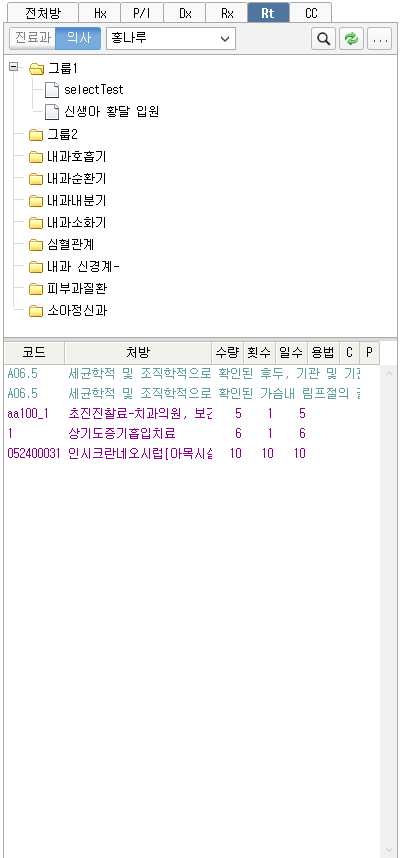 전처방 Hx P/I Dx Rx Rt CC
진료과 의사 홍나루 ...
그룹1
selectTest
신생아 황달 입원
그룹2
내과호흡기
내과순환기
내과내분기
내과소화기
심혈관계
내과 신경계-
피부과질환
소아정신과
코드 처방 수량 횟수 일수 용법 C P
A06.5 세균학적 및 조직학적으로 확인된 후두, 기관 및 기관
A06.5 세균학적 및 조직학적으로 확인된 가슴내 림프절의
aa100_1 초진진찰료-치과의원, 보건 5 1 5
1 상기도증기흡입치료 6 1 6
052400031 인시크란네오시럽[아목시실 10 10 10